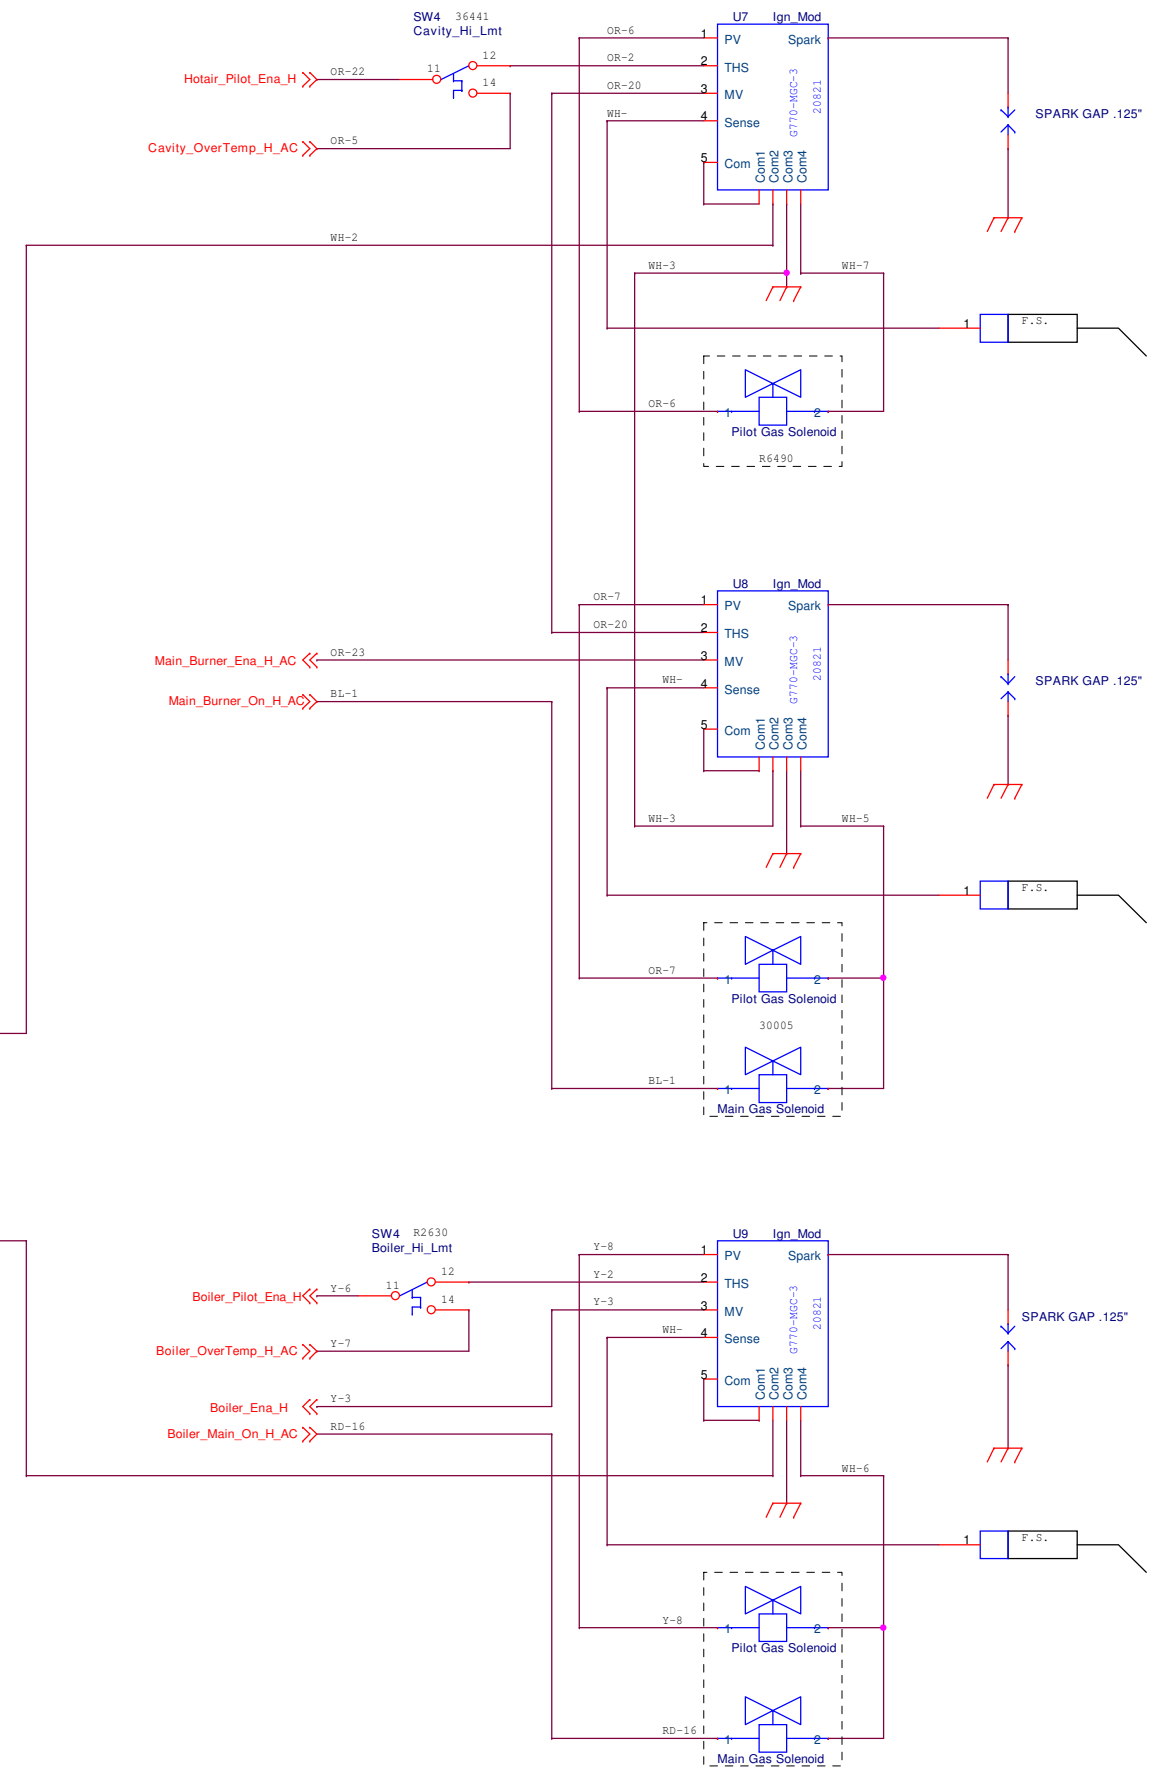 SW4 36441
Cavity_Hi_Lmt
Hotair_Pilot_Ena_H
OR-22
11
12
14
Cavity_OverTemp_H_AC
OR-5
U7 Ign_Mod
OR-6
1 PV
Spark
OR-2
2 THS
OR-20
3 MV
WH-
4 Sense
5 Com
Com1
Com2
Com3
Com4
G770-MGC-3
20821
SPARK GAP .125"
WH-2
WH-3
WH-7
1 F.S.
OR-6
1 2
Pilot Gas Solenoid
R6490
U8 Ign_Mod
OR-7
1 PV
Spark
OR-20
2 THS
Main_Burner_Ena_H_AC
OR-23
3 MV
WH-
4 Sense
Main_Burner_On_H_AC
BL-1
5 Com
Com1
Com2
Com3
Com4
G770-MGC-3
20821
SPARK GAP .125"
WH-3
WH-5
1 F.S.
OR-7
1 2
Pilot Gas Solenoid
30005
BL-1
1 2
Main Gas Solenoid
SW4 R2630
Boiler_Hi_Lmt
Boiler_Pilot_Ena_H
Y-6
11
12
14
Boiler_OverTemp_H_AC
Y-7
Boiler_Ena_H
Y-3
Boiler_Main_On_H_AC
RD-16
U9 Ign_Mod
Y-8
1 PV
Spark
Y-2
2 THS
Y-3
3 MV
WH-
4 Sense
5 Com
Com1
Com2
Com3
Com4
G770-MGC-3
20821
SPARK GAP .125"
WH-6
1 F.S.
Y-8
1 2
Pilot Gas Solenoid
RD-16
1 2
Main Gas Solenoid